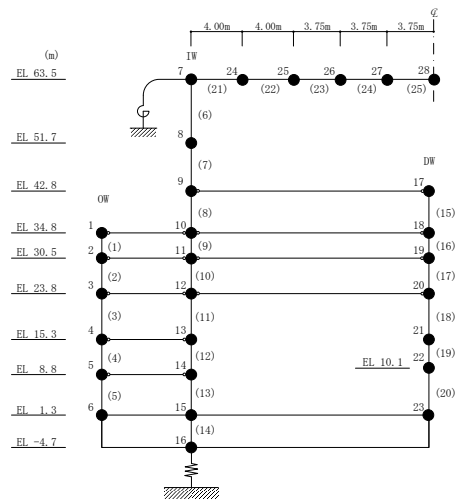 ℄
4.00m 4.00m 3.75m 3.75m 3.75m
(m) IW
EL 63.5 7 24 25 26 27 28
(21) (22) (23) (24) (25)
(6)
EL 51.7 8
(7)
DW
EL 42.8 9 17
OW
(8) (15)
EL 34.8 1 10 18
(1) (9) (16)
EL 30.5 2 11 19
(2) (10) (17)
EL 23.8 3 12 20
(3) (11) (18)
EL 15.3 4 13 21
(4) (12) (19)
EL 10.1 22
EL 8.8 5 14
(5) (13) (20)
EL 1.3 6 15 23
(14)
EL -4.7 16